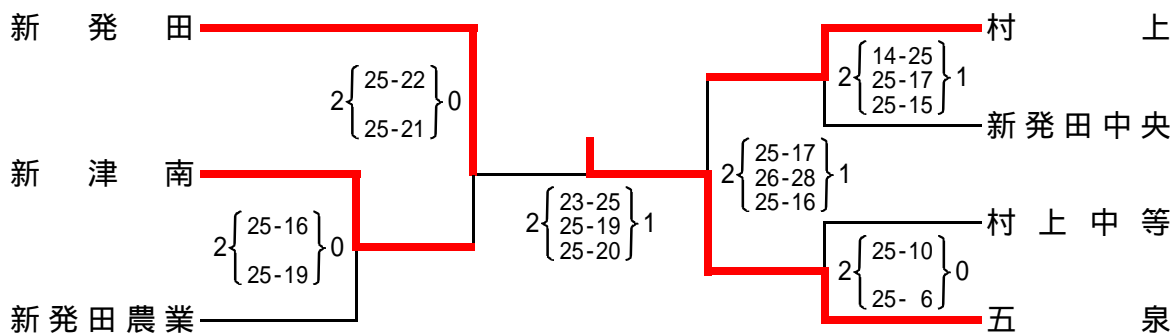 新発田
2 { 25-22 25-21 } 0
新津南
2 { 25-16 25-19 } 0
新発田農業
2 { 23-25 25-19 25-20 } 1
村上
2 { 14-25 25-17 25-15 } 1
新発田中央
2 { 25-17 26-28 25-16 } 1
村上中等
2 { 25-10 25- 6 } 0
五泉